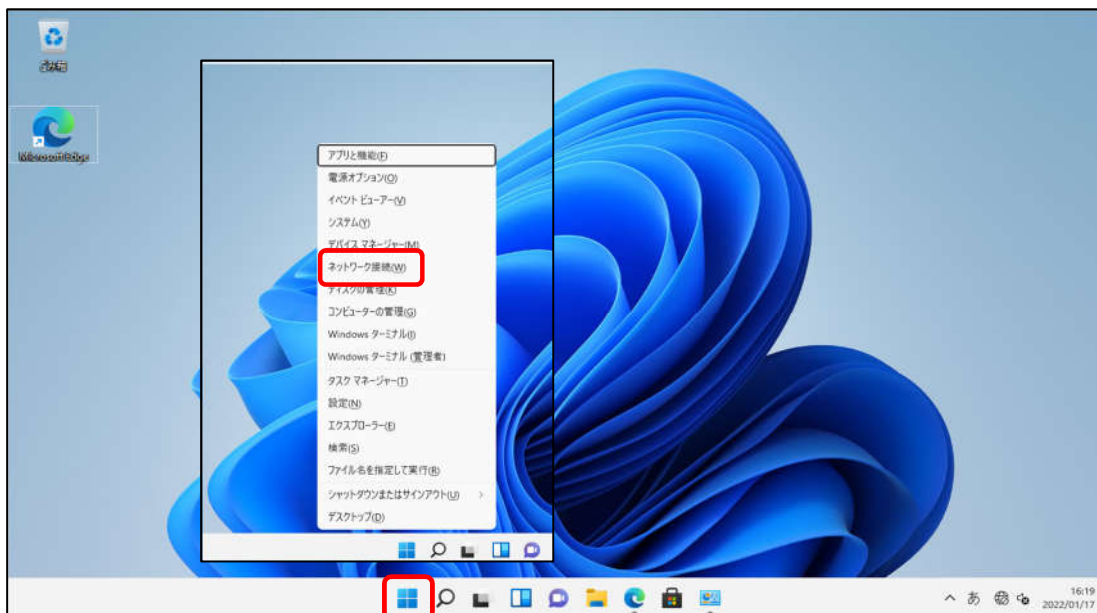 ごみ箱
Microsoft Edge
アプリと機能(F)
電源オプション(O)
イベント ビューアー(V)
システム(Y)
デバイス マネージャー(M)
ネットワーク接続(W)
ディスクの管理(K)
コンピューターの管理(G)
Windows ターミナル(I)
Windows ターミナル (管理者)
タスク マネージャー(T)
設定(N)
エクスプローラー(E)
検索(S)
ファイル名を指定して実行(R)
シャットダウンまたはサインアウト(U)
デスクトップ(D)
あ
16:19
2022/01/17